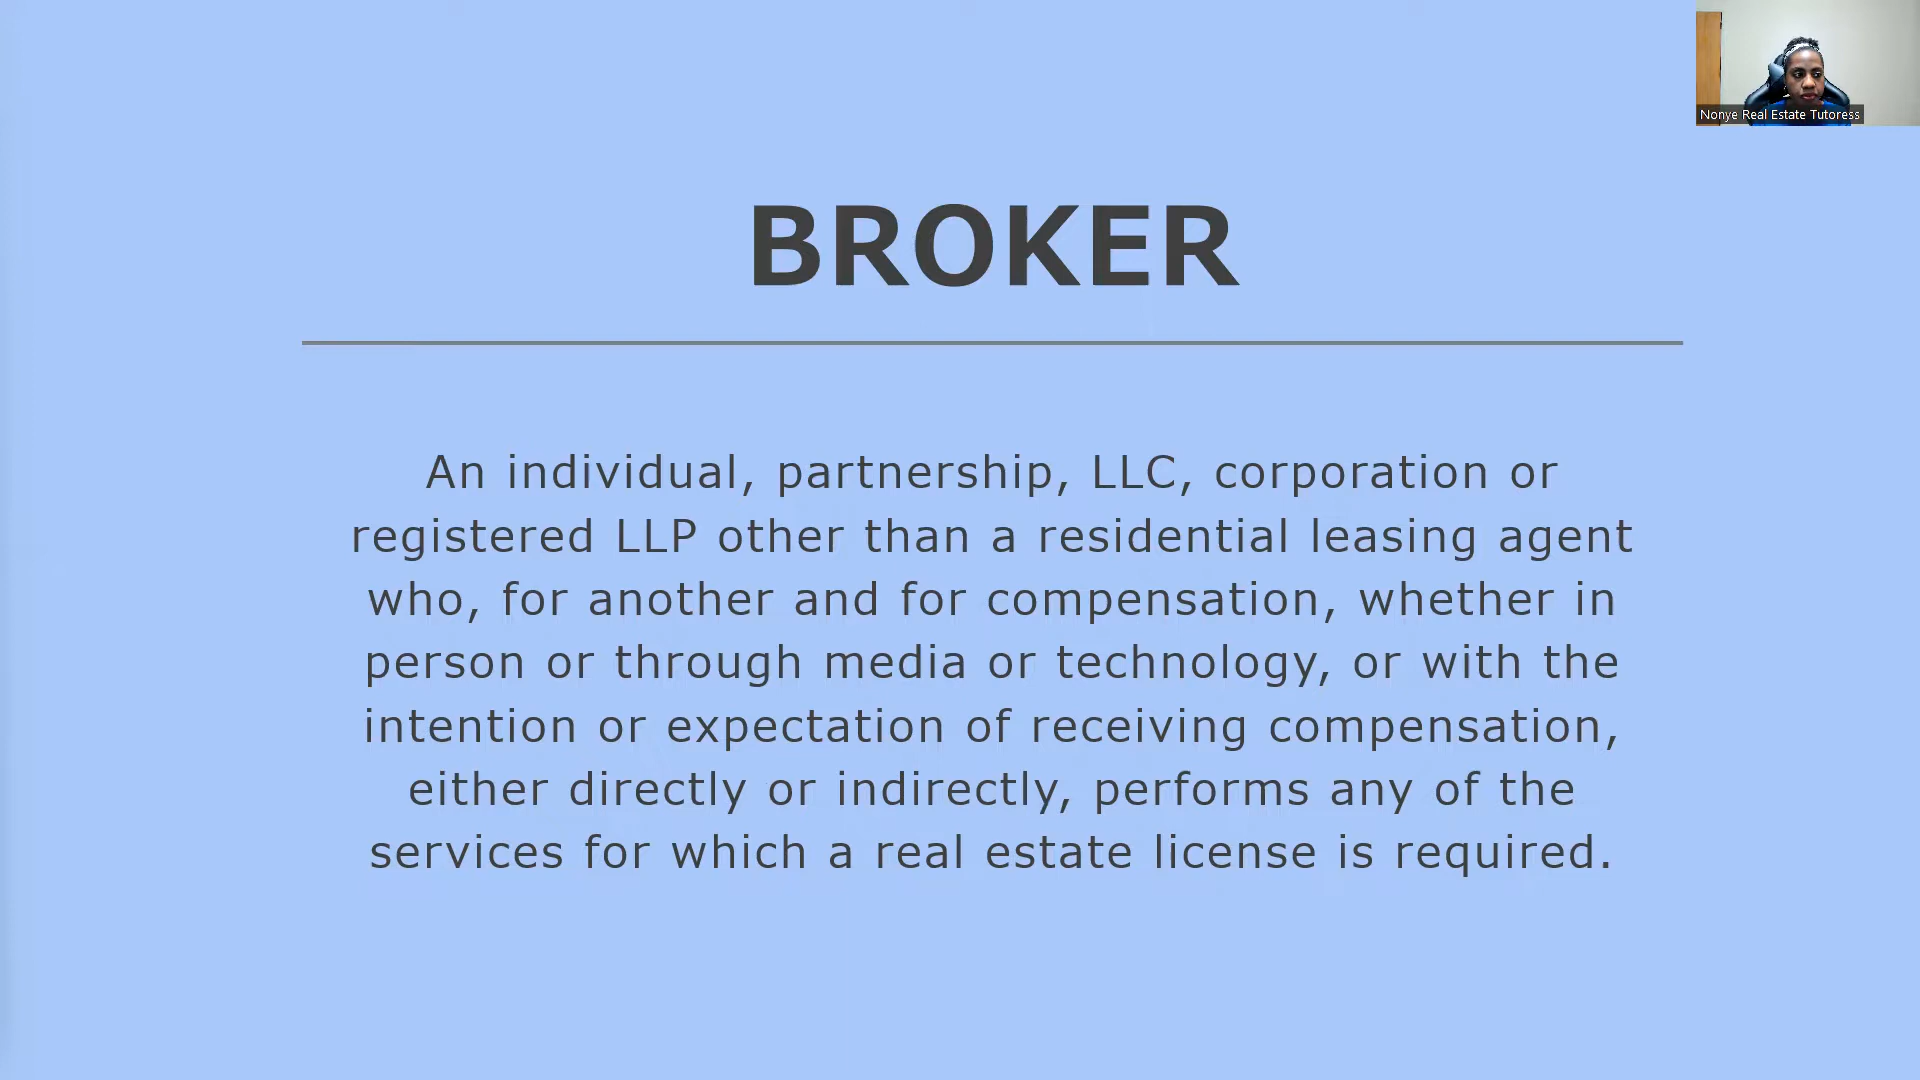 Nonye Real Estate Tutoress
BROKER
An individual, partnership, LLC, corporation or
registered LLP other than a residential leasing agent
who, for another and for compensation, whether in
person or through media or technology, or with the
intention or expectation of receiving compensation,
either directly or indirectly, performs any of the
services for which a real estate license is required.